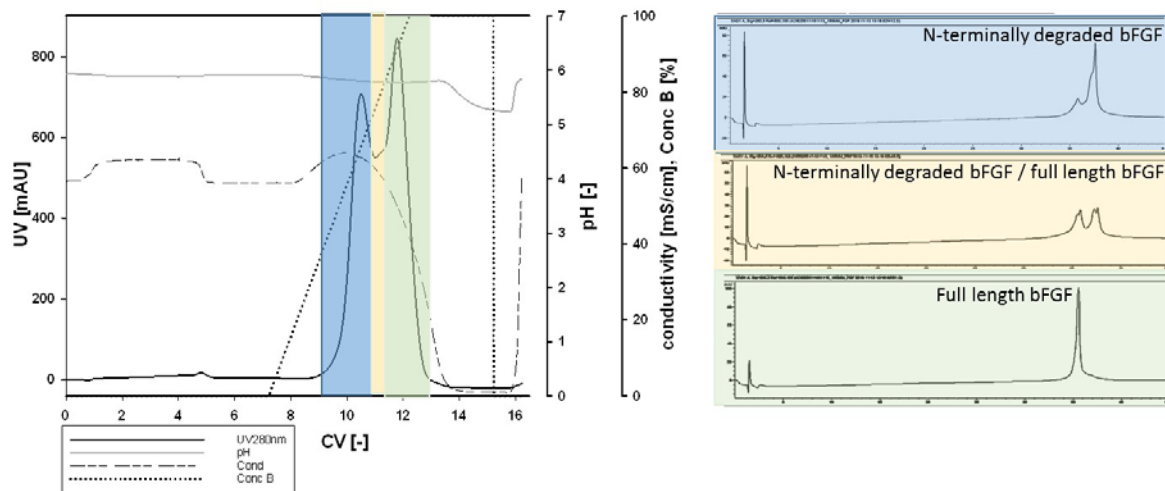 UV [mAU]
800
600
400
200
0
0 2 4 6 8 10 12 14 16
CV [-]
pH [-]
7
6
5
4
3
2
1
0
conductivity [mS/cm], Conc B [%]
100
80
60
40
20
0
UV280nm
pH
Cond
Conc B
N-terminally degraded bFGF
N-terminally degraded bFGF / full length bFGF
Full length bFGF